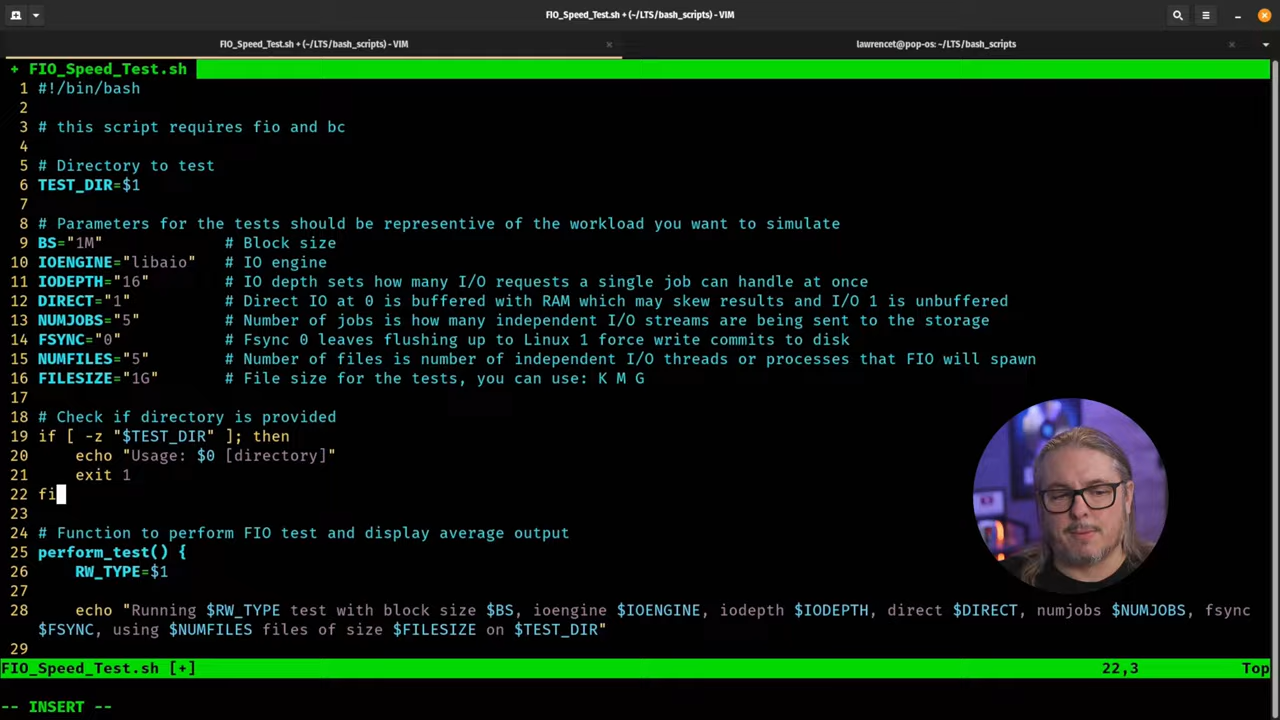 FIO_Speed_Test.sh + (~/LTS/bash_scripts) - VIM
FIO_Speed_Test.sh + (~/LTS/bash_scripts) - VIM
lawrencet@pop-os: ~/LTS/bash_scripts
+ FIO_Speed_Test.sh
1 #!/bin/bash
2
3 # this script requires fio and bc
4
5 # Directory to test
6 TEST_DIR=$1
7
8 # Parameters for the tests should be representative of the workload you want to simulate
9 BS="1M" # Block size
10 IOENGINE="libaio" # IO engine
11 IODEPTH="16" # IO depth sets how many I/O requests a single job can handle at once
12 DIRECT="1" # Direct IO at 0 is buffered with RAM which may skew results and I/O 1 is unbuffered
13 NUMJOBS="5" # Number of jobs is how many independent I/O streams are being sent to the storage
14 FSYNC="0" # Fsync 0 leaves flushing up to Linux 1 force write commits to disk
15 NUMFILES="5" # Number of files is number of independent I/O threads or processes that FIO will spawn
16 FILESIZE="1G" # File size for the tests, you can use: K M G
17
18 # Check if directory is provided
19 if [ -z "$TEST_DIR" ]; then
20 echo "Usage: $0 [directory]"
21 exit 1
22 fi
23
24 # Function to perform FIO test and display average output
25 perform_test() {
26 RW_TYPE=$1
27
28 echo "Running $RW_TYPE test with block size $BS, ioengine $IOENGINE, iodepth $IODEPTH, direct $DIRECT, numjobs $NUMJOBS, fsync
$FSYNC, using $NUMFILES files of size $FILESIZE on $TEST_DIR"
29
FIO_Speed_Test.sh [+] 22,3 Top
-- INSERT --